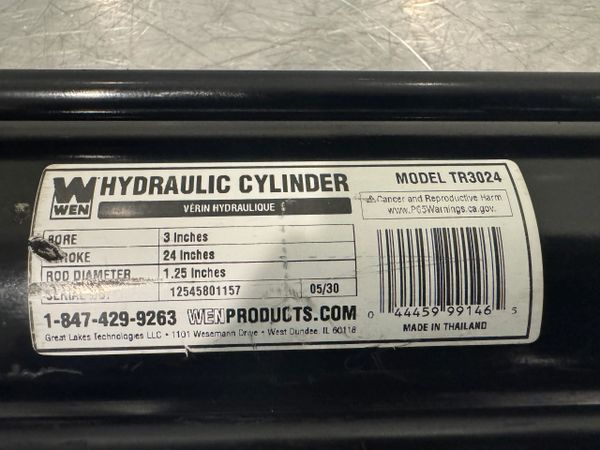 WEN
HYDRAULIC CYLINDER
VÉRIN HYDRAULIQUE
BORE 3 Inches
STROKE 24 Inches
ROD DIAMETER 1.25 Inches
SERIAL NO. 12545801157 05/30
1-847-429-9263 WENPRODUCTS.COM
Great Lakes Technologies LLC • 1101 Wesemann Drive • West Dundee, IL 60118
MODEL TR3024
⚠Cancer and Reproductive Harm
www.P65Warnings.ca.gov.
0 44459 99146 5
MADE IN THAILAND